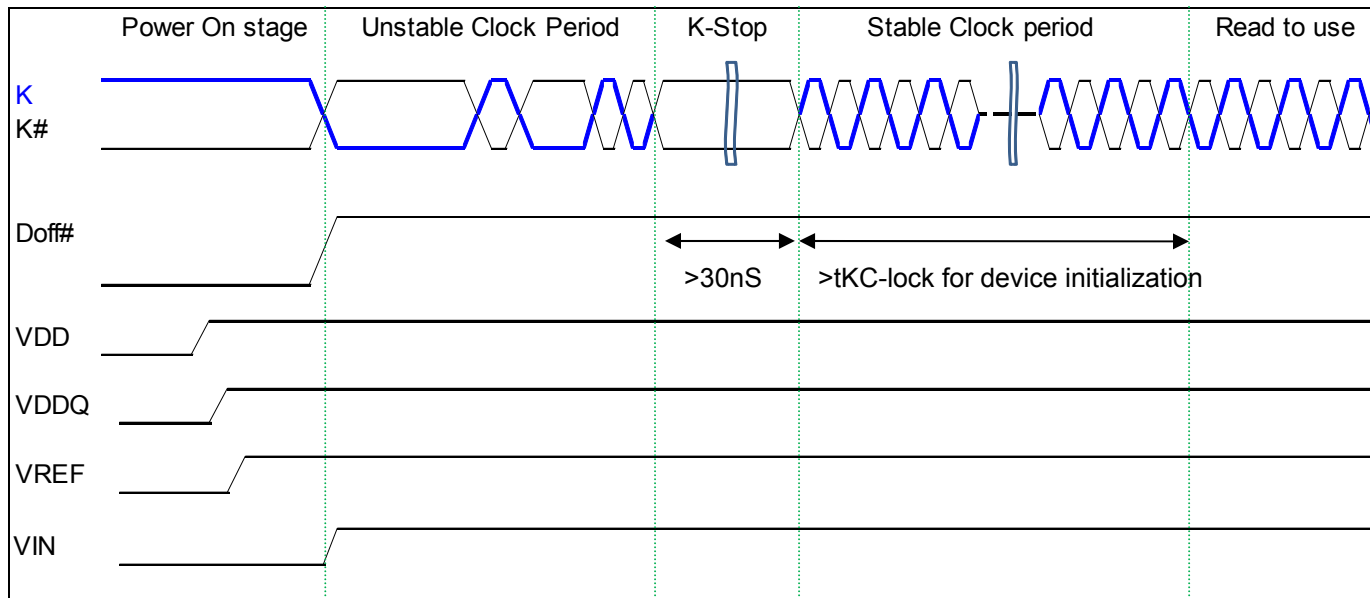 Power On stage Unstable Clock Period K-Stop Stable Clock period Read to use
K
K#
Doff#
>30nS >tKC-lock for device initialization
VDD
VDDQ
VREF
VIN